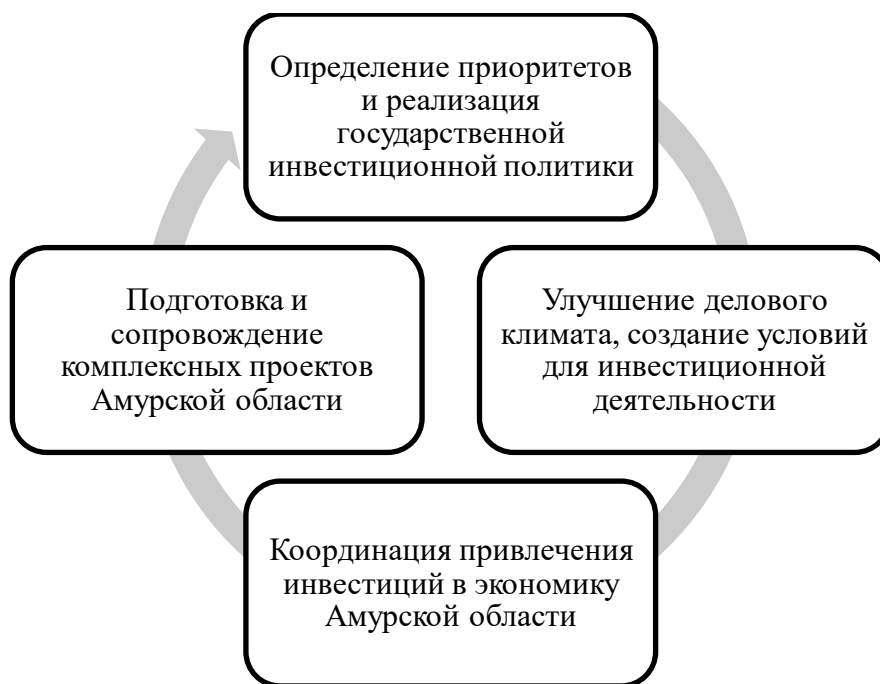 Определение приоритетов
и реализация
государственной
инвестиционной политики
Улучшение делового
климата, создание условий
для инвестиционной
деятельности
Координация привлечения
инвестиций в экономику
Амурской области
Подготовка и
сопровождение
комплексных проектов
Амурской области